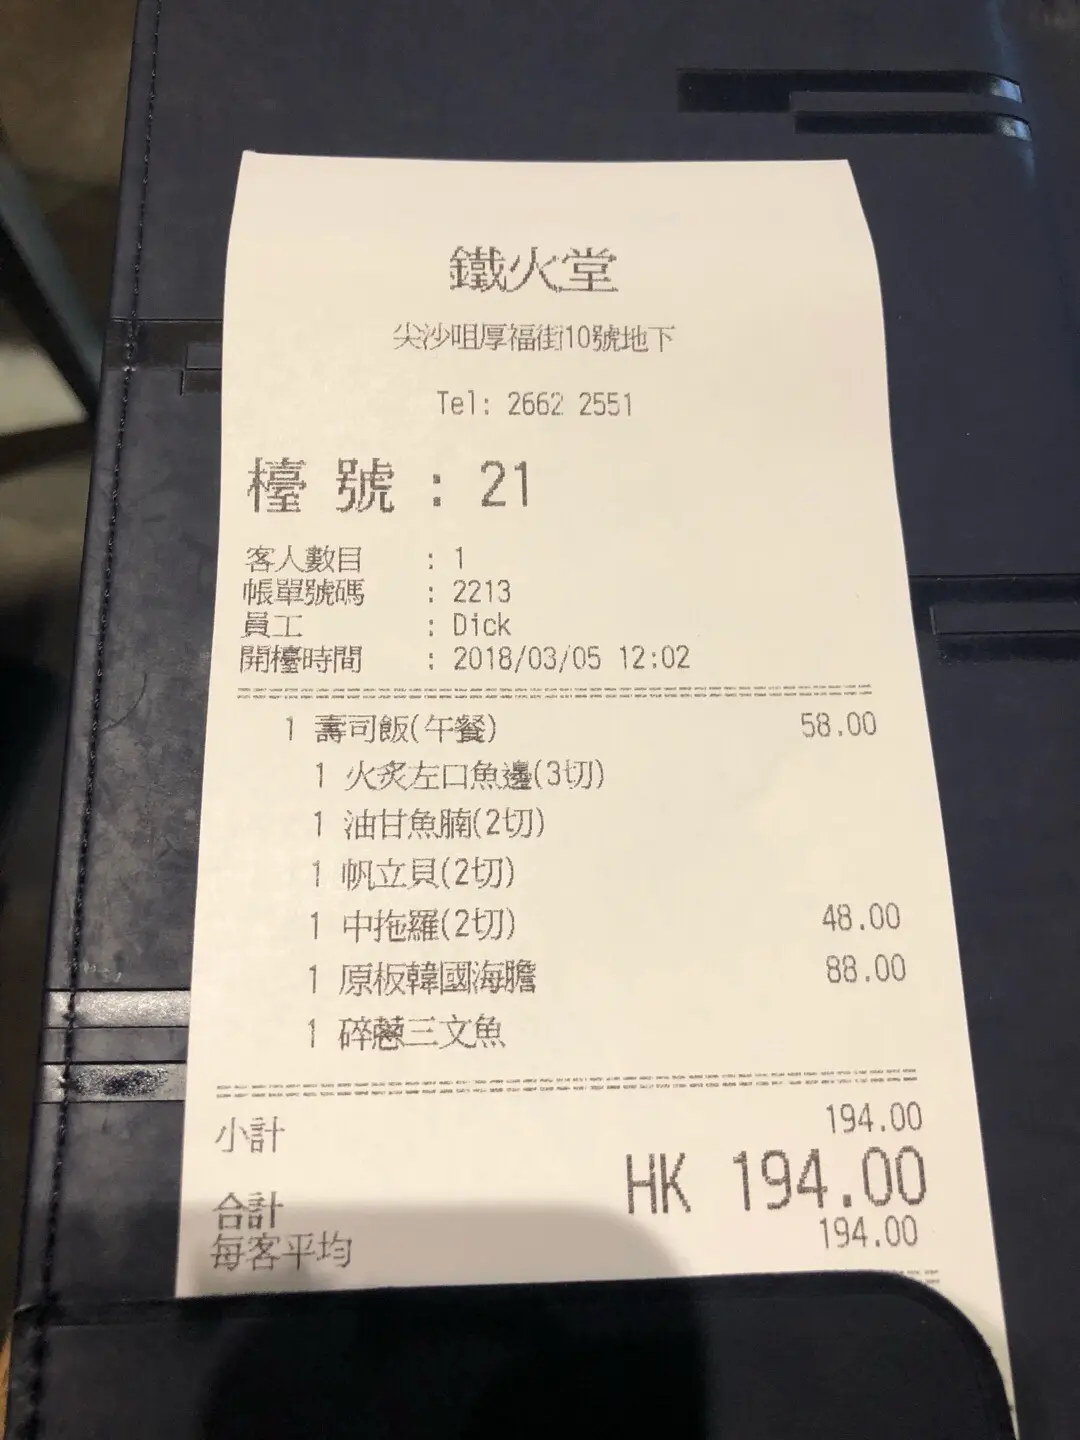 鐵火堂
尖沙咀厚福街10號地下
Tel: 2662 2551
檯號 : 21
客人數目 : 1
帳單號碼 : 2213
員工 : Dick
開檯時間 : 2018/03/05 12:02
1 壽司飯(午餐) 58.00
1 火炙左口魚邊(3切)
1 油甘魚腩(2切)
1 帆立貝(2切)
1 中拖羅(2切) 48.00
1 原板韓國海膽 88.00
1 碎蔥三文魚
小計 194.00
合計 HK 194.00
每客平均 194.00